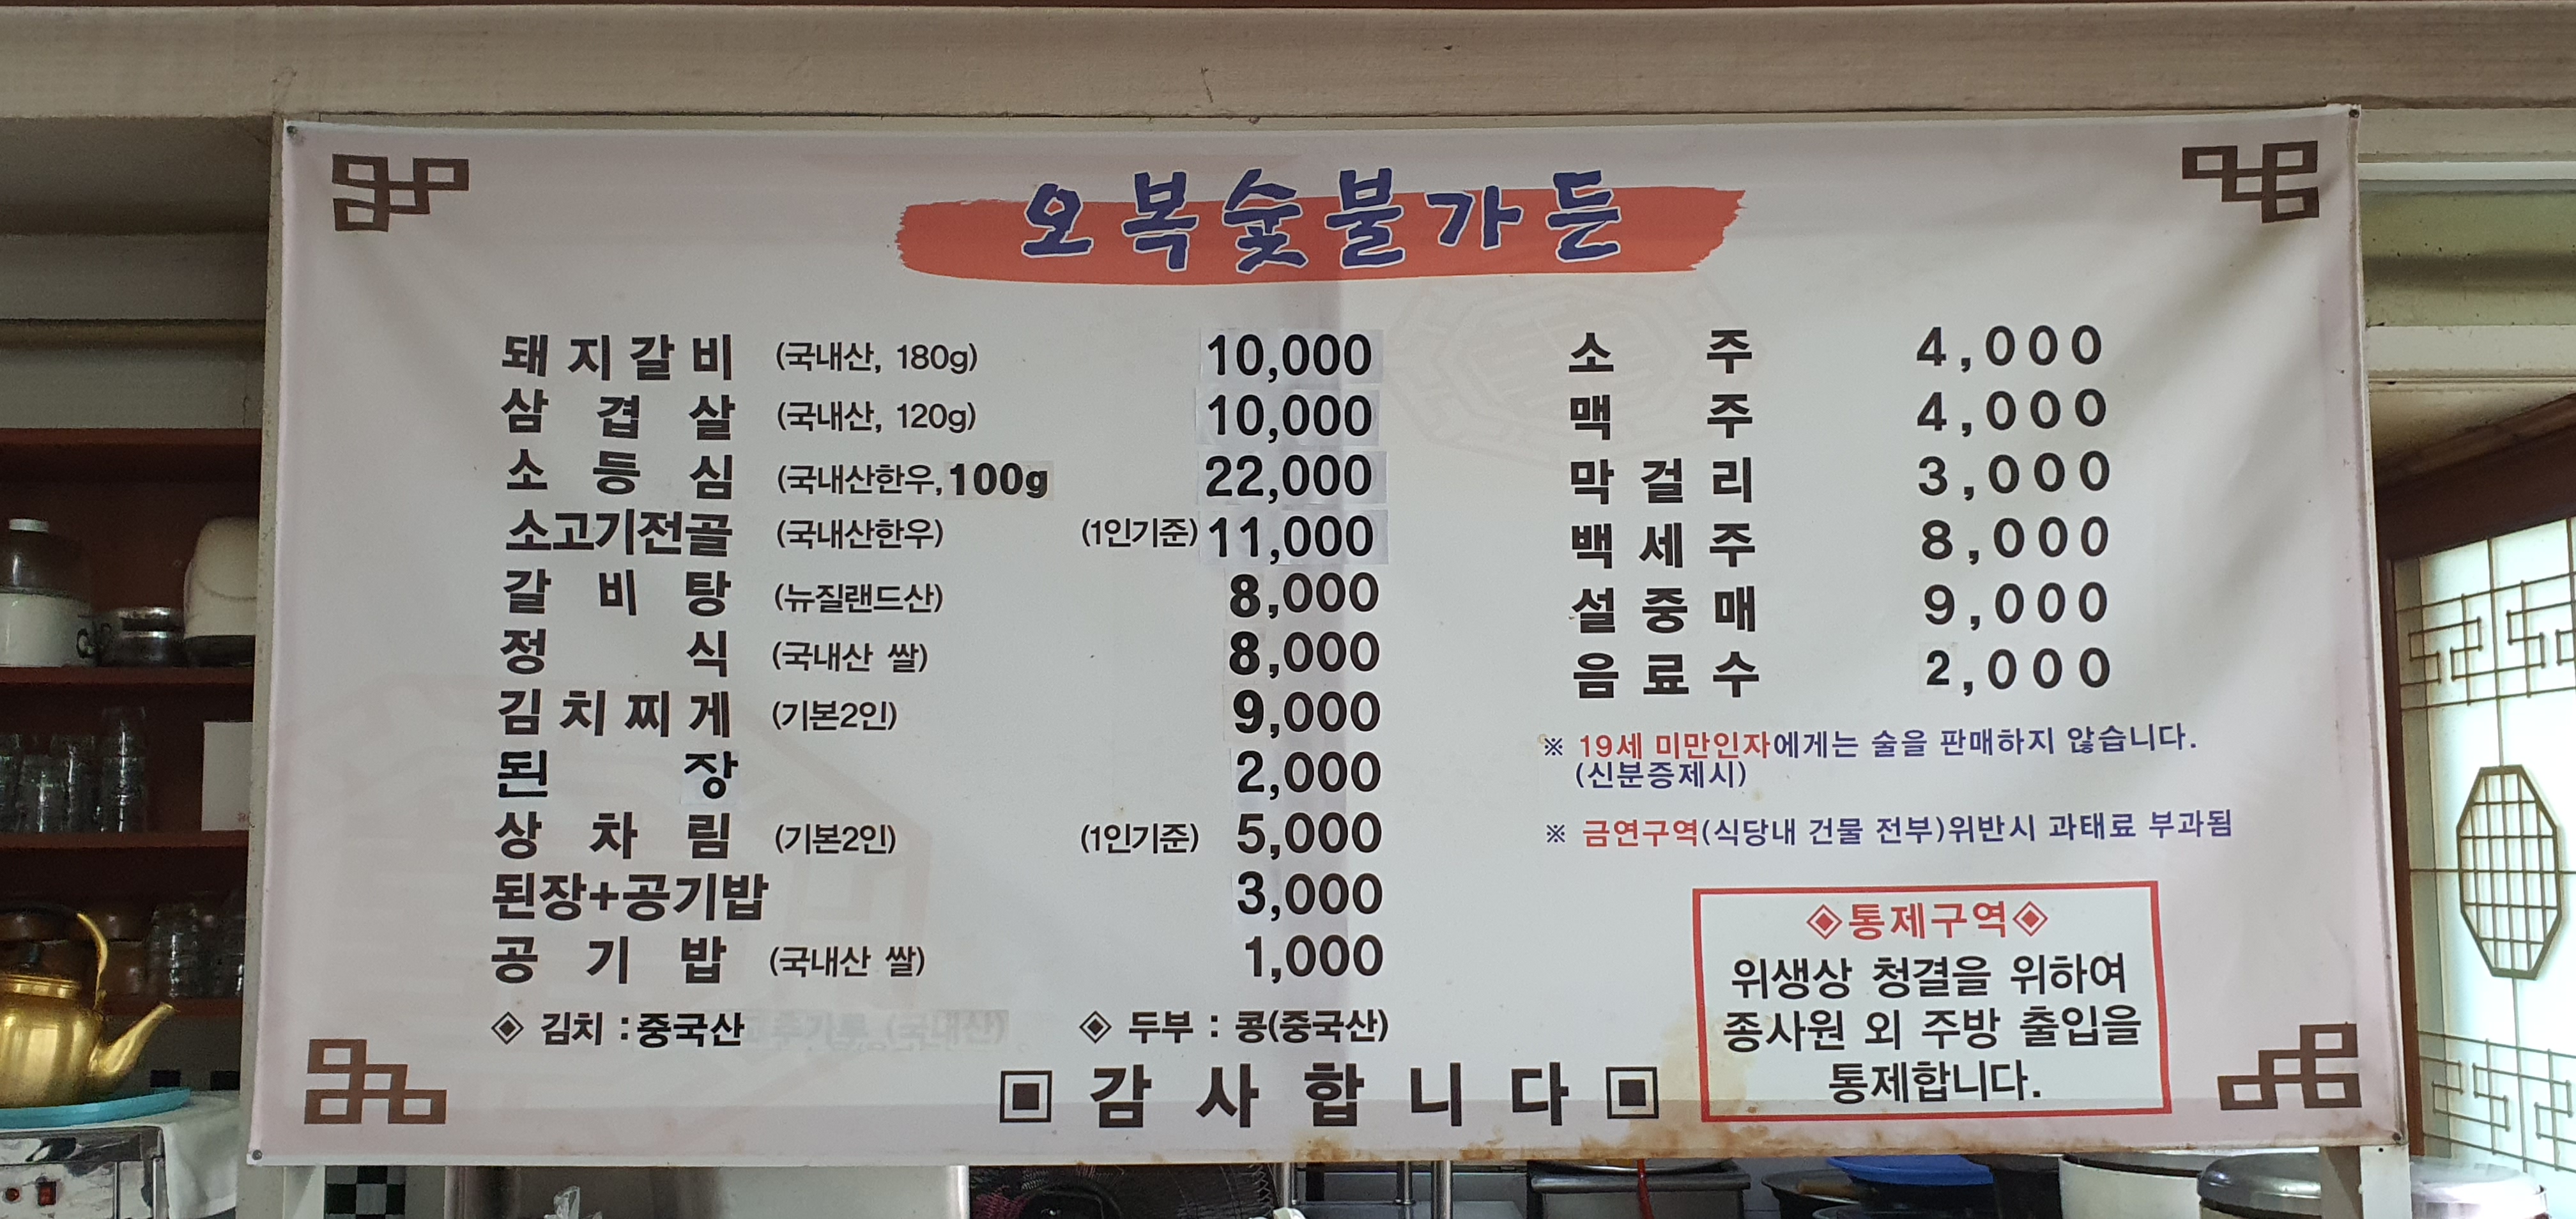 오복숯불가든
돼지갈비 (국내산, 180g) 10,000
삼겹살 (국내산, 120g) 10,000
소등심 (국내산한우, 100g 22,000
소고기전골 (국내산한우) (1인기준) 11,000
갈비탕 (뉴질랜드산) 8,000
정식 (국내산 쌀) 8,000
김치찌게 (기본2인) 9,000
된장 2,000
상차림 (기본2인) (1인기준) 5,000
된장+공기밥 3,000
공기밥 (국내산 쌀) 1,000
◈ 김치 : 중국산 고추가루 (국내산)
◈ 두부 : 콩(중국산)
소주 4,000
맥주 4,000
막걸리 3,000
백세주 8,000
설중매 9,000
음료수 2,000
※ 19세 미만인자에게는 술을 판매하지 않습니다.
(신분증제시)
※ 금연구역(식당내 건물 전부)위반시 과태료 부과됨
◈통제구역◈
위생상 청결을 위하여
종사원 외 주방 출입을
통제합니다.
▣ 감사합니다 ▣